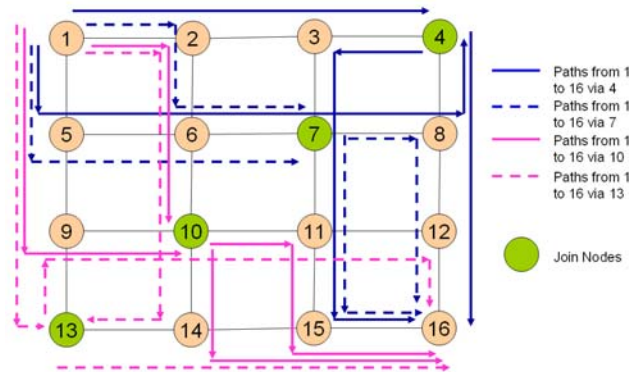 1 2 3 4
Paths from 1
to 16 via 4
Paths from 1
to 16 via 7
5 6 7 8
Paths from 1
to 16 via 10
Paths from 1
to 16 via 13
9 10 11 12
Join Nodes
13 14 15 16